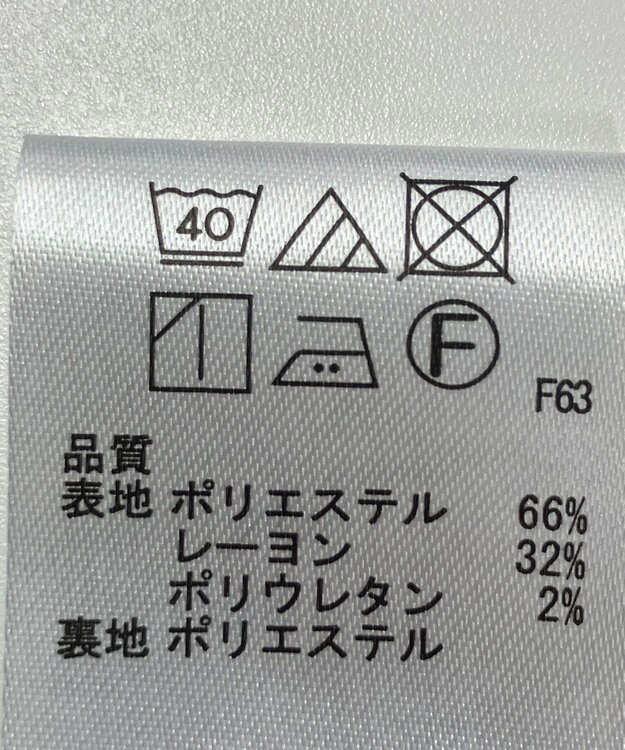 40
F
F63
品質
表地 ポリエステル 66%
レーヨン 32%
ポリウレタン 2%
裏地 ポリエステル